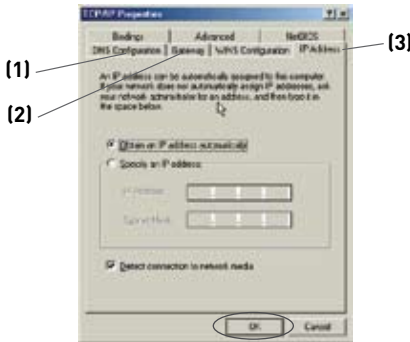 TCP/IP Properties
Bindings Advanced NetBIOS
DNS Configuration Gateway WINS Configuration IP Address
(1)
(2)
(3)
An IP address can be automatically assigned to this computer.
If your network does not automatically assign IP addresses, ask
your network administrator for an address, and then type it in
the space below.
Obtain an IP address automatically
Specify an IP address:
IP Address:
Subnet Mask:
Detect connection to network media
OK Cancel